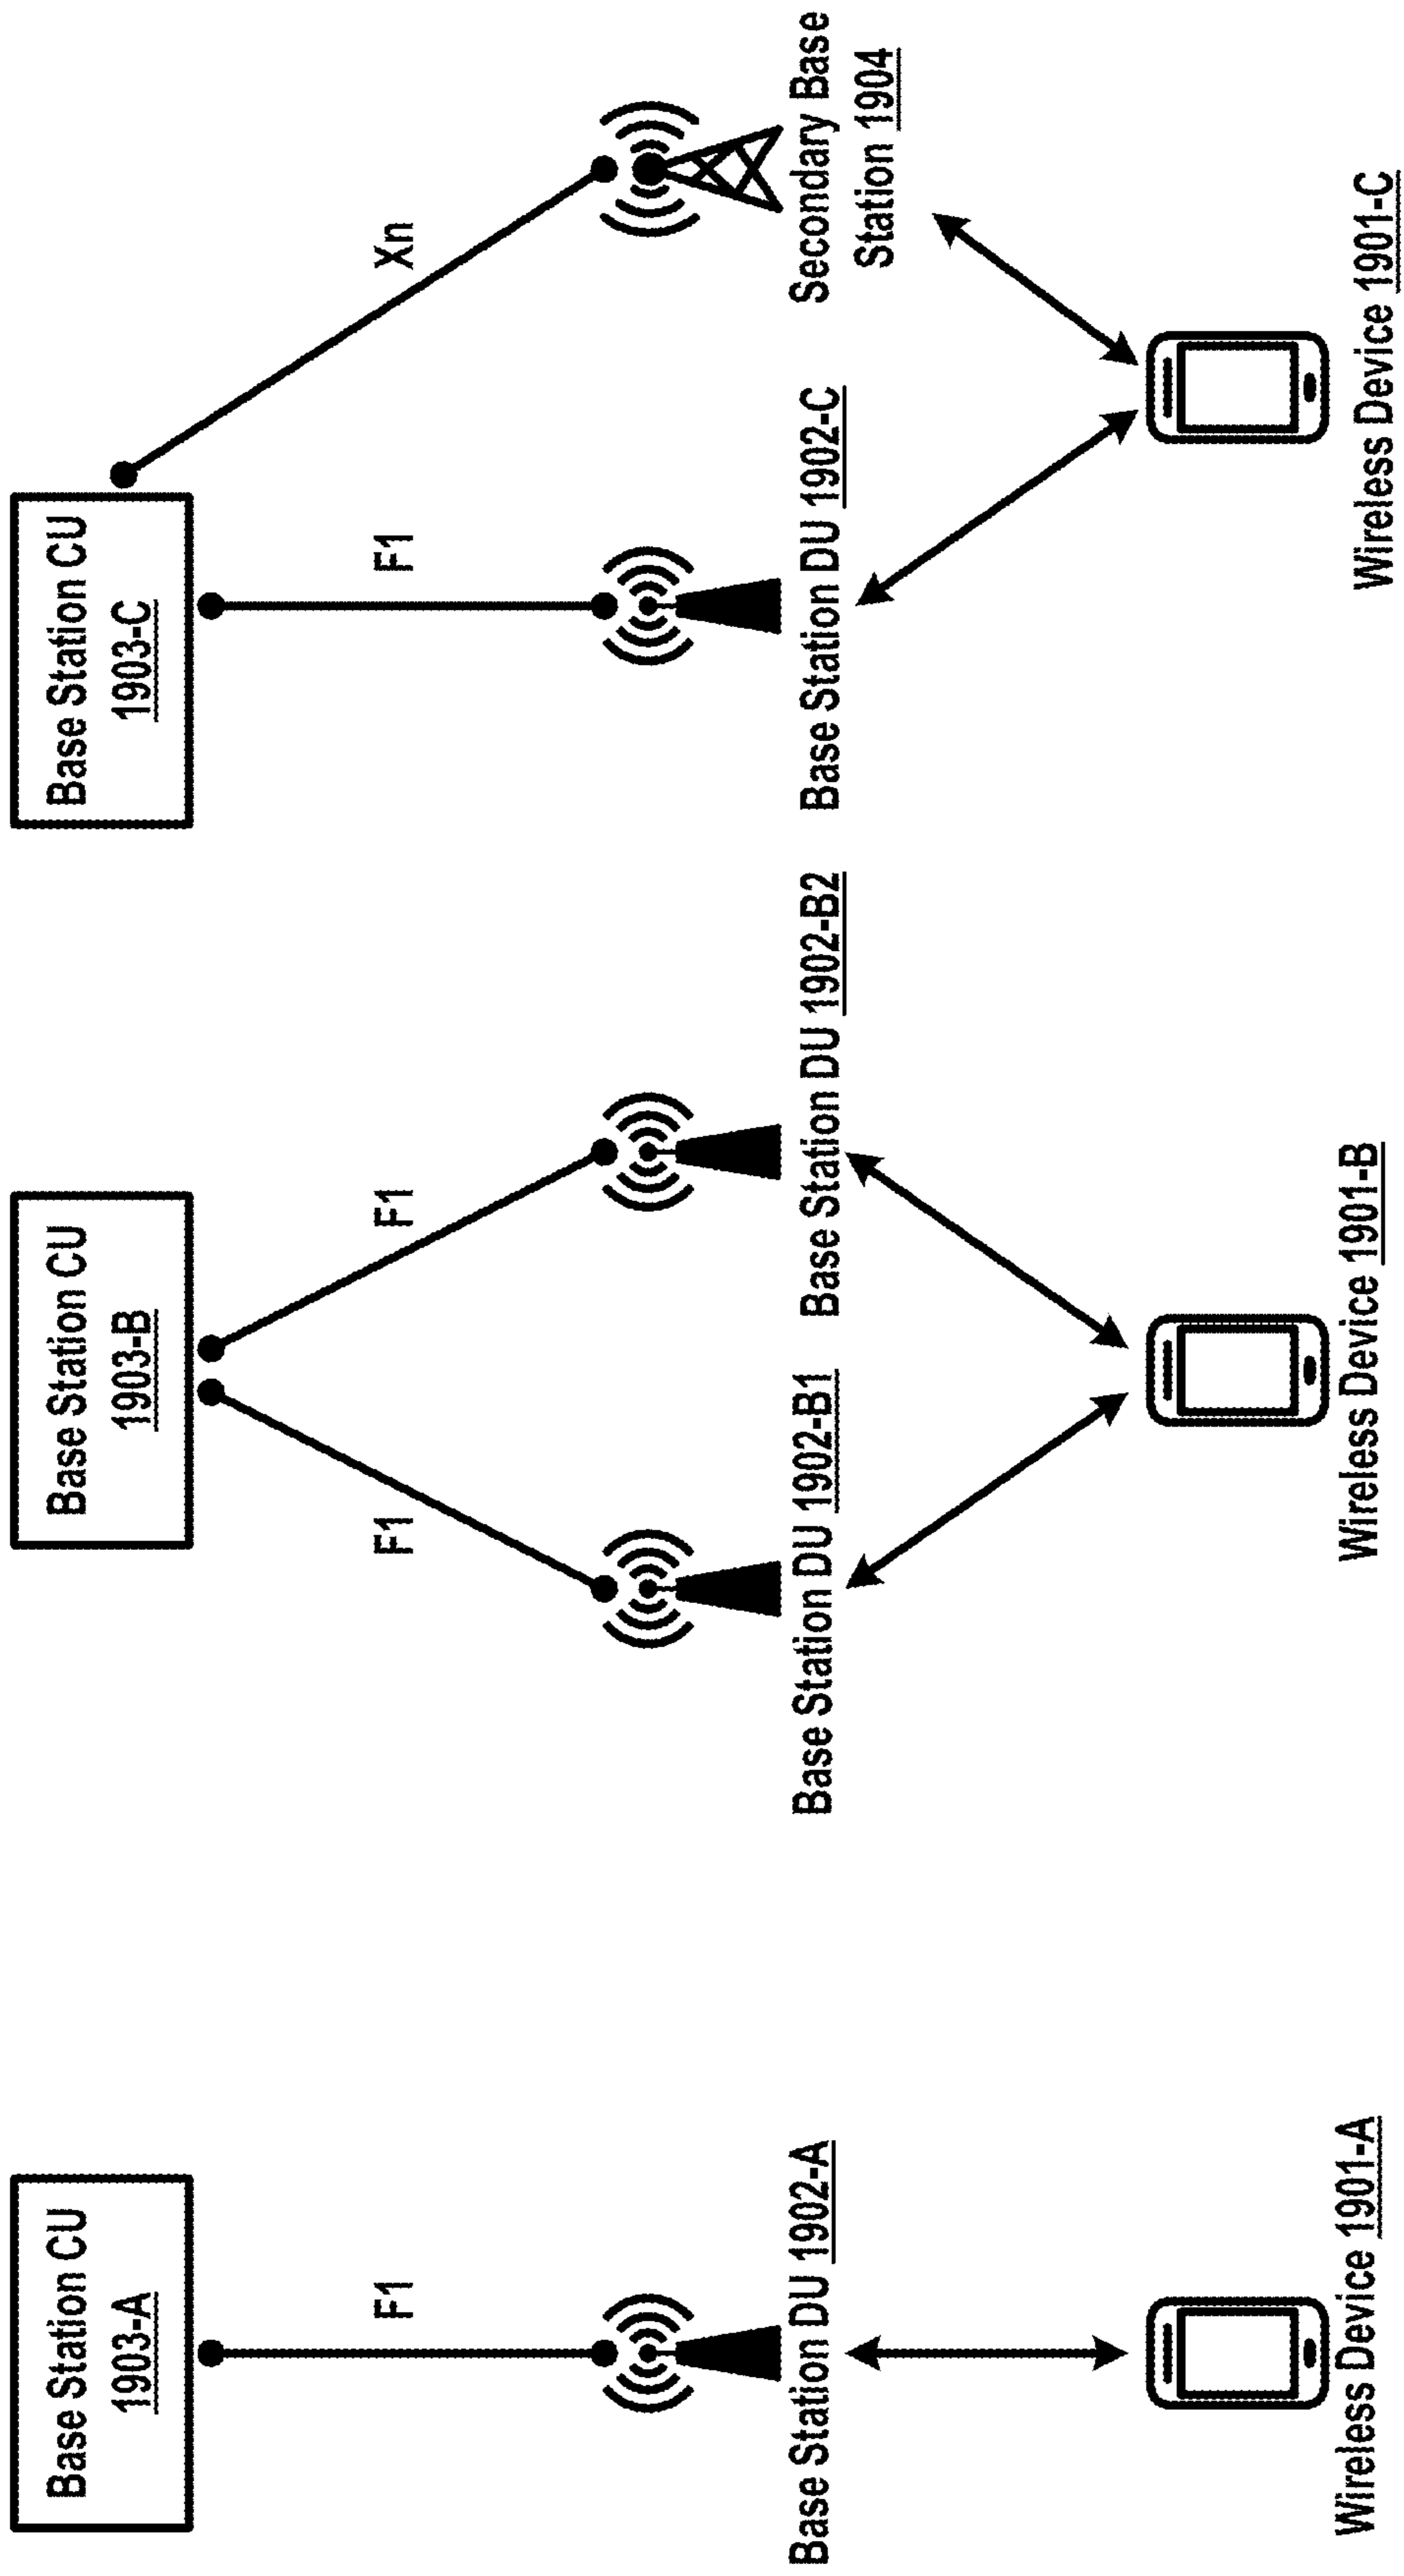 Base Station CU
1903-A
F1
Base Station DU 1902-A
Wireless Device 1901-A
Base Station CU
1903-B
F1
F1
Base Station DU 1902-B1
Base Station DU 1902-B2
Wireless Device 1901-B
Base Station CU
1903-C
F1
Xn
Base Station DU 1902-C
Secondary Base
Station 1904
Wireless Device 1901-C